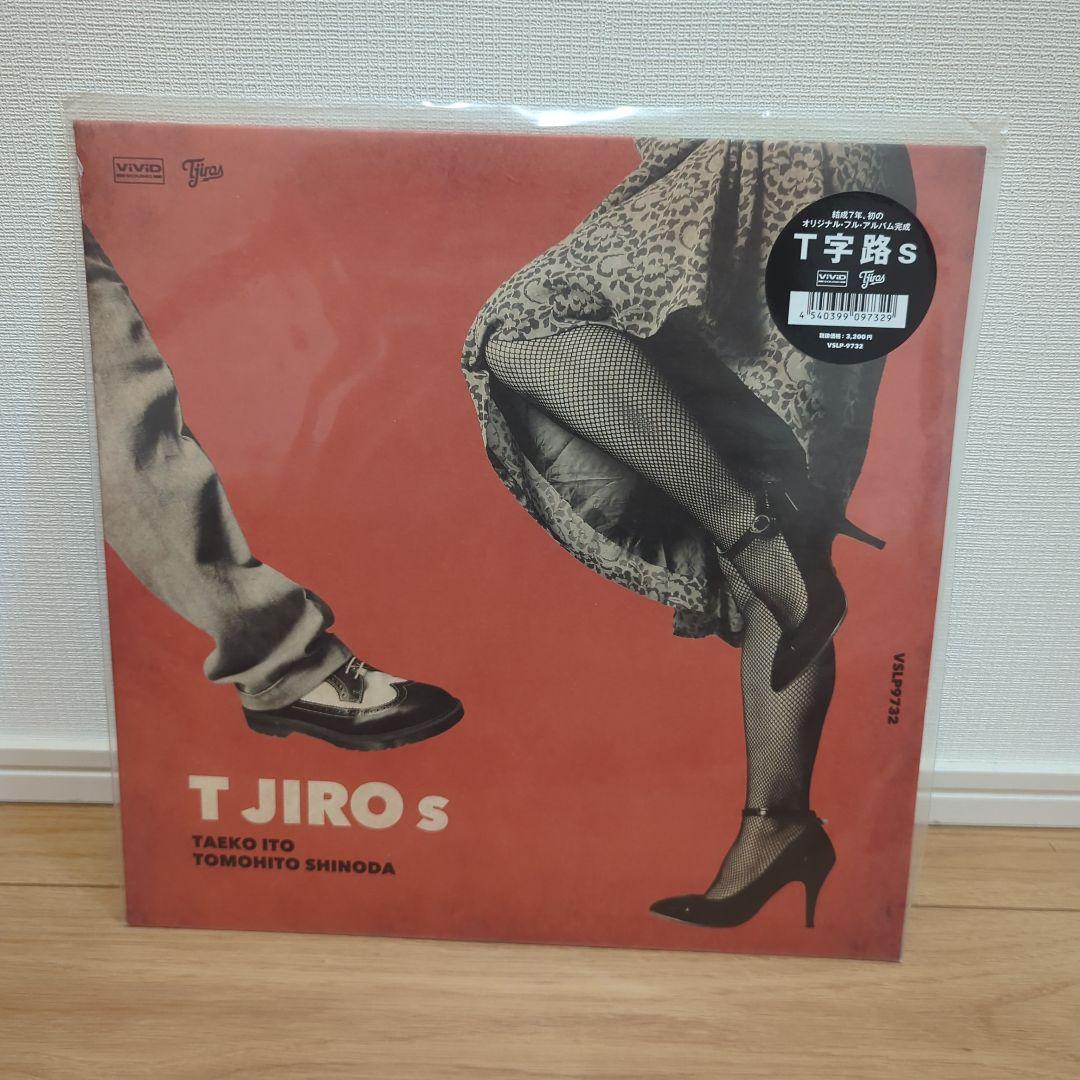 ViViD
SOUND
Tjiros
結成7年、初の
オリジナル・フル・アルバム完成
T字路s
ViViD
SOUND
Tjiros
4 540399 097329
税抜価格：3,200円
VSLP-9732
VSLP9732
T JIRO s
TAEKO ITO
TOMOHITO SHINODA